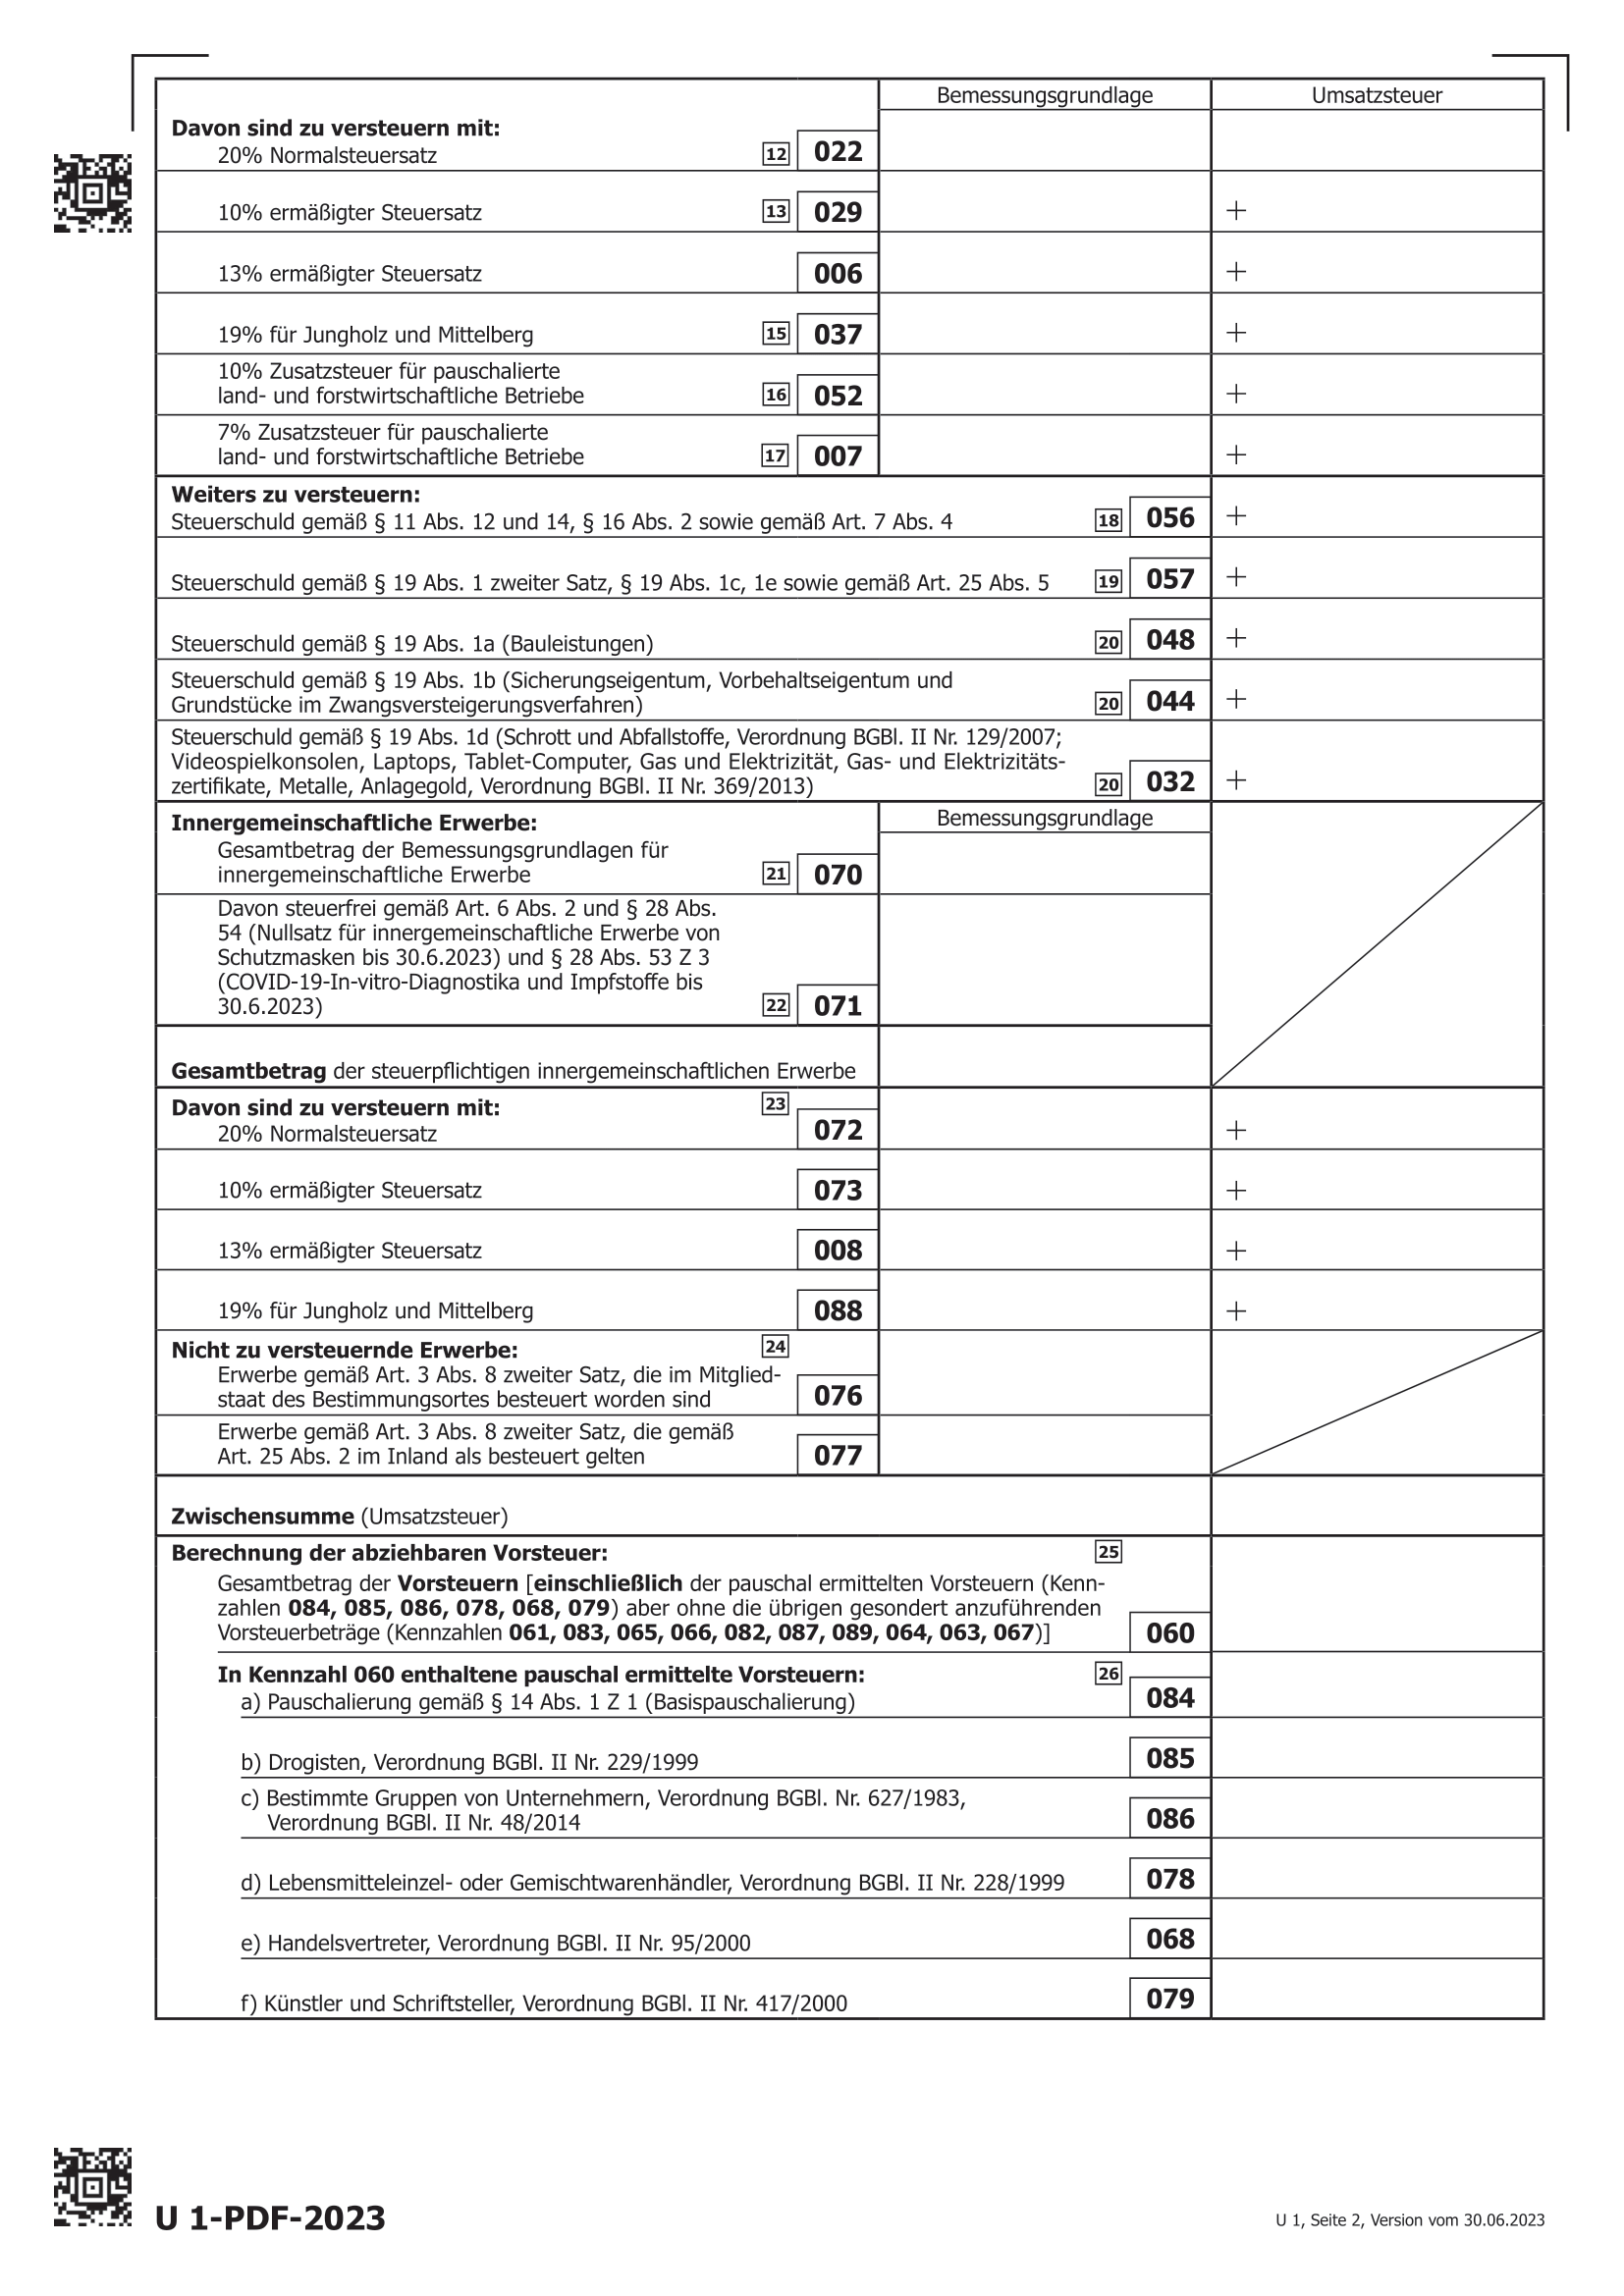 Bemessungsgrundlage Umsatzsteuer
Davon sind zu versteuern mit:
20% Normalsteuersatz 12 022
10% ermäßigter Steuersatz 13 029 +
13% ermäßigter Steuersatz 006 +
19% für Jungholz und Mittelberg 15 037 +
10% Zusatzsteuer für pauschalierte
land- und forstwirtschaftliche Betriebe 16 052 +
7% Zusatzsteuer für pauschalierte
land- und forstwirtschaftliche Betriebe 17 007 +
Weiters zu versteuern:
Steuerschuld gemäß § 11 Abs. 12 und 14, § 16 Abs. 2 sowie gemäß Art. 7 Abs. 4 18 056 +
Steuerschuld gemäß § 19 Abs. 1 zweiter Satz, § 19 Abs. 1c, 1e sowie gemäß Art. 25 Abs. 5 19 057 +
Steuerschuld gemäß § 19 Abs. 1a (Bauleistungen) 20 048 +
Steuerschuld gemäß § 19 Abs. 1b (Sicherungseigentum, Vorbehaltseigentum und
Grundstücke im Zwangsversteigerungsverfahren) 20 044 +
Steuerschuld gemäß § 19 Abs. 1d (Schrott und Abfallstoffe, Verordnung BGBl. II Nr. 129/2007;
Videospielkonsolen, Laptops, Tablet-Computer, Gas und Elektrizität, Gas- und Elektrizitäts-
zertifikate, Metalle, Anlagegold, Verordnung BGBl. II Nr. 369/2013) 20 032 +
Innergemeinschaftliche Erwerbe: Bemessungsgrundlage
Gesamtbetrag der Bemessungsgrundlagen für
innergemeinschaftliche Erwerbe 21 070
Davon steuerfrei gemäß Art. 6 Abs. 2 und § 28 Abs.
54 (Nullsatz für innergemeinschaftliche Erwerbe von
Schutzmasken bis 30.6.2023) und § 28 Abs. 53 Z 3
(COVID-19-In-vitro-Diagnostika und Impfstoffe bis
30.6.2023) 22 071
Gesamtbetrag der steuerpflichtigen innergemeinschaftlichen Erwerbe
Davon sind zu versteuern mit: 23
20% Normalsteuersatz 072 +
10% ermäßigter Steuersatz 073 +
13% ermäßigter Steuersatz 008 +
19% für Jungholz und Mittelberg 088 +
Nicht zu versteuernde Erwerbe: 24
Erwerbe gemäß Art. 3 Abs. 8 zweiter Satz, die im Mitglied-
staat des Bestimmungsortes besteuert worden sind 076
Erwerbe gemäß Art. 3 Abs. 8 zweiter Satz, die gemäß
Art. 25 Abs. 2 im Inland als besteuert gelten 077
Zwischensumme (Umsatzsteuer)
Berechnung der abziehbaren Vorsteuer: 25
Gesamtbetrag der Vorsteuern [einschließlich der pauschal ermittelten Vorsteuern (Kenn-
zahlen 084, 085, 086, 078, 068, 079) aber ohne die übrigen gesondert anzuführenden
Vorsteuerbeträge (Kennzahlen 061, 083, 065, 066, 082, 087, 089, 064, 063, 067)] 060
In Kennzahl 060 enthaltene pauschal ermittelte Vorsteuern: 26
a) Pauschalierung gemäß § 14 Abs. 1 Z 1 (Basispauschalierung) 084
b) Drogisten, Verordnung BGBl. II Nr. 229/1999 085
c) Bestimmte Gruppen von Unternehmern, Verordnung BGBl. Nr. 627/1983,
Verordnung BGBl. II Nr. 48/2014 086
d) Lebensmitteleinzel- oder Gemischtwarenhändler, Verordnung BGBl. II Nr. 228/1999 078
e) Handelsvertreter, Verordnung BGBl. II Nr. 95/2000 068
f) Künstler und Schriftsteller, Verordnung BGBl. II Nr. 417/2000 079
U 1-PDF-2023 U 1, Seite 2, Version vom 30.06.2023